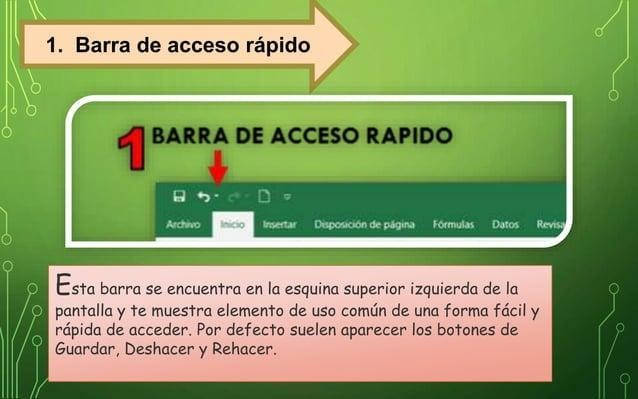 1. Barra de acceso rápido
1 BARRA DE ACCESO RAPIDO
Archivo Inicio Insertar Disposición de página Fórmulas Datos Revisa
Esta barra se encuentra en la esquina superior izquierda de la
pantalla y te muestra elemento de uso común de una forma fácil y
rápida de acceder. Por defecto suelen aparecer los botones de
Guardar, Deshacer y Rehacer.